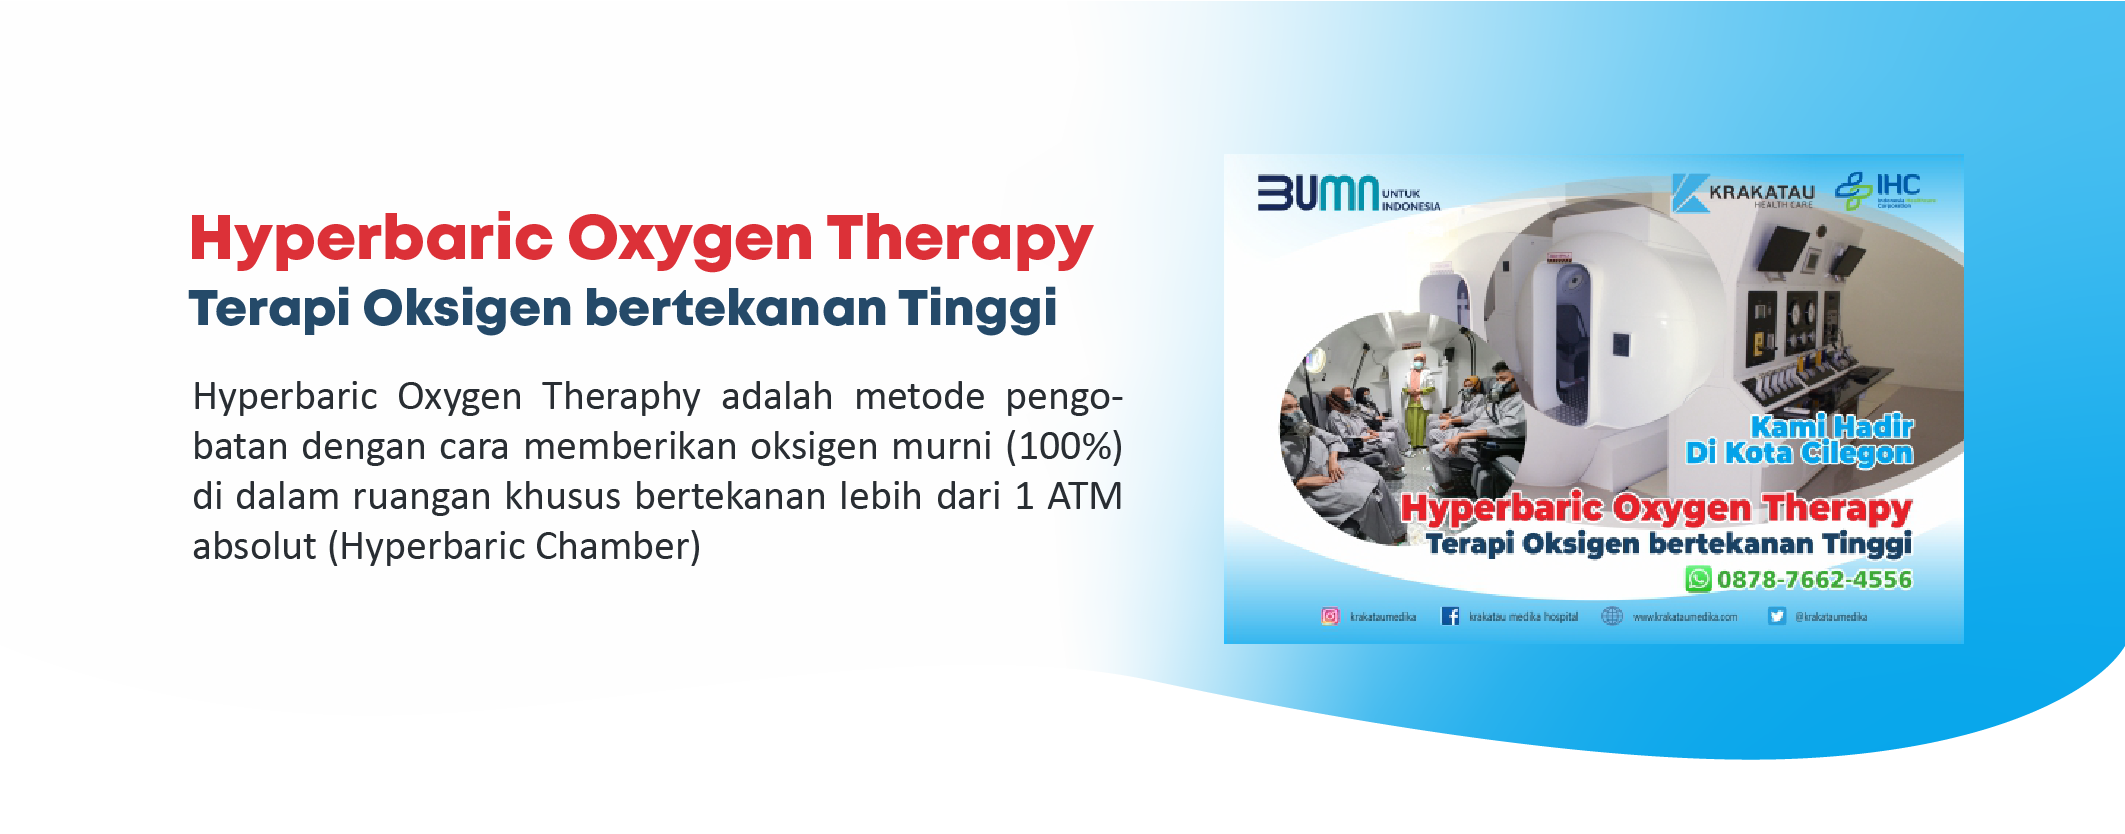 Hyperbaric Oxygen Therapy
Terapi Oksigen bertekanan Tinggi
Hyperbaric Oxygen Theraphy adalah metode pengo-
batan dengan cara memberikan oksigen murni (100%)
di dalam ruangan khusus bertekanan lebih dari 1 ATM
absolut (Hyperbaric Chamber)
BUMN UNTUK
INDONESIA
KRAKATAU
HEALTH CARE
IHC
Indonesia Healthcare
Corporation
Kami Hadir
Di Kota Cilegon
Hyperbaric Oxygen Therapy
Terapi Oksigen bertekanan Tinggi
0878-7662-4556
krakataumedika krakatau medika hospital www.krakataumedika.com @krakataumedika